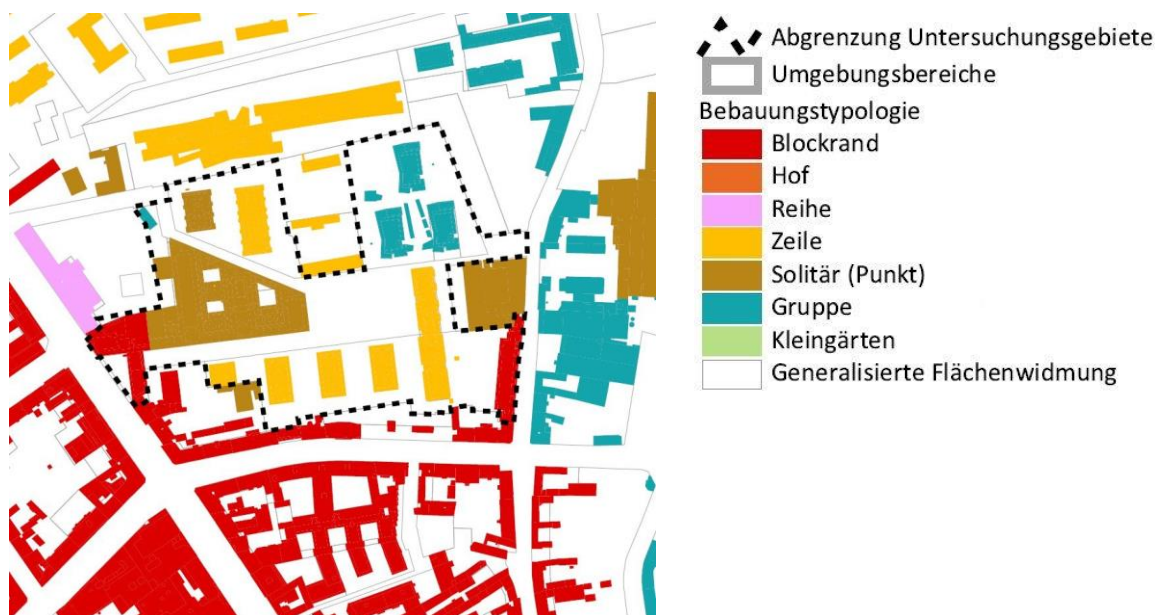 Abgrenzung Untersuchungsgebiete
Umgebungsbereiche
Bebauungstypologie
Blockrand
Hof
Reihe
Zeile
Solitär (Punkt)
Gruppe
Kleingärten
Generalisierte Flächenwidmung